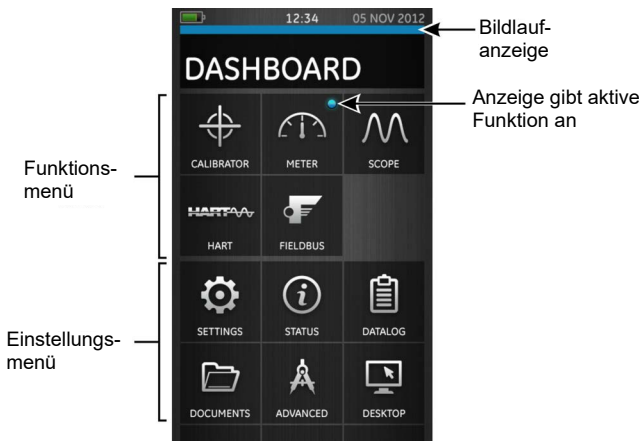 12:34 05 NOV 2012
Bildlauf-
anzeige
DASHBOARD
Anzeige gibt aktive
Funktion an
Funktions-
menü
CALIBRATOR METER SCOPE
HART
HART FIELDBUS
Einstellungs-
menü
SETTINGS STATUS DATALOG
DOCUMENTS ADVANCED DESKTOP